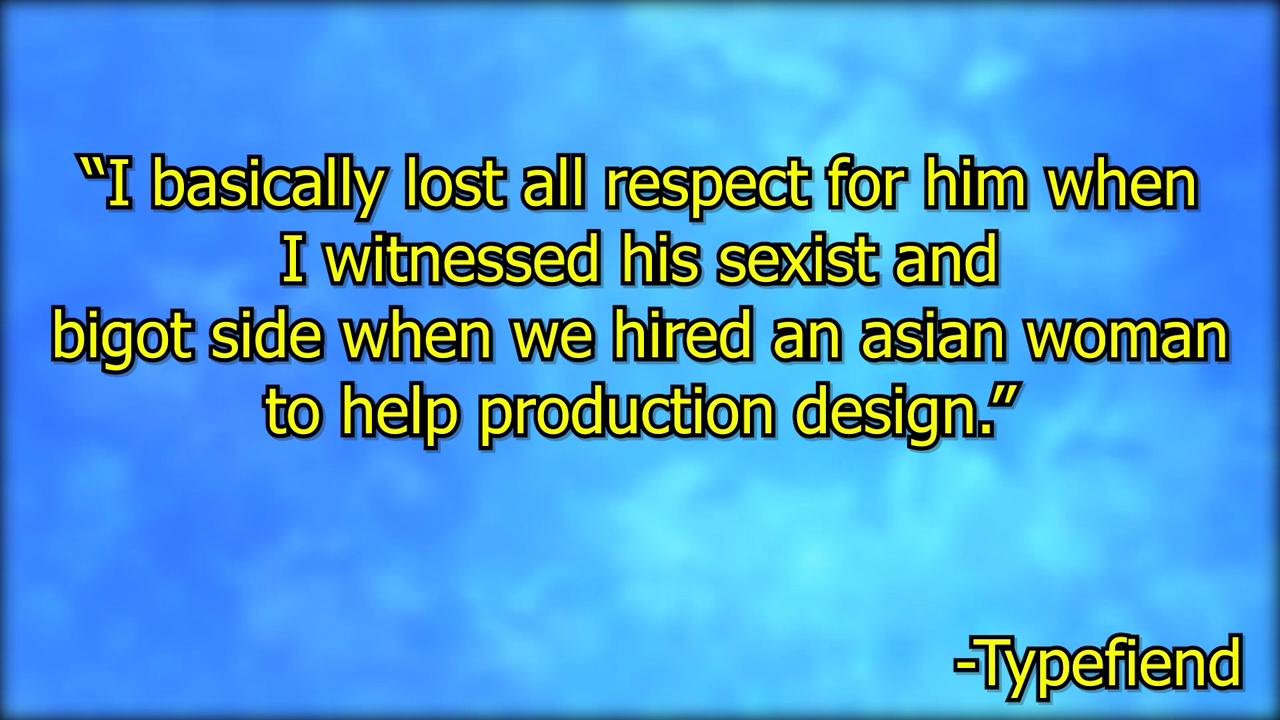 “I basically lost all respect for him when
I witnessed his sexist and
bigot side when we hired an asian woman
to help production design.”
-Typefiend